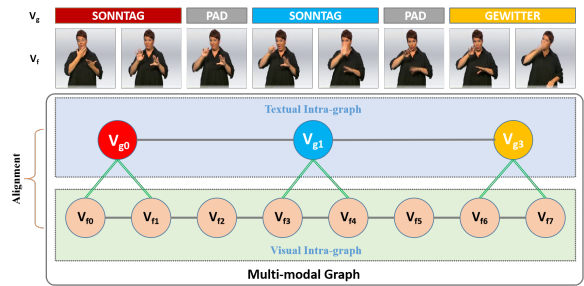 Vg SONNTAG PAD SONNTAG PAD GEWITTER
Vf
Textual Intra-graph
Vg0 Vg1 Vg3
Alignment
Vf0 Vf1 Vf2 Vf3 Vf4 Vf5 Vf6 Vf7
Visual Intra-graph
Multi-modal Graph